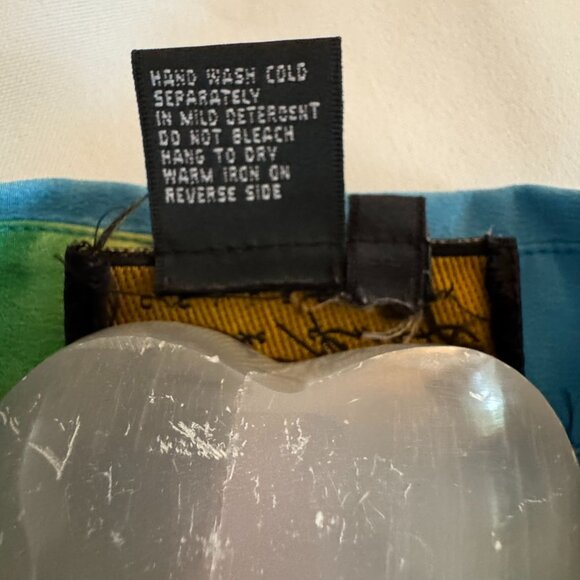 HAND WASH COLD
SEPARATELY
IN MILD DETERGENT
DO NOT BLEACH
HANG TO DRY
WARM IRON ON
REVERSE SIDE